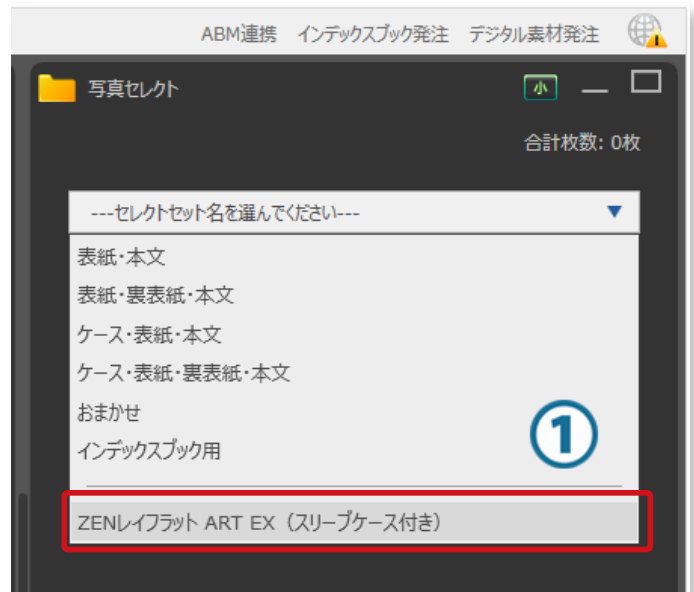 ABM連携 インデックスブック発注 デジタル素材発注
写真セレクト 小
合計枚数: 0枚
---セレクトセット名を選んでください---
表紙・本文
表紙・裏表紙・本文
ケース・表紙・本文
ケース・表紙・裏表紙・本文
おまかせ
インデックスブック用
①
ZENレイフラット ART EX（スリーブケース付き）